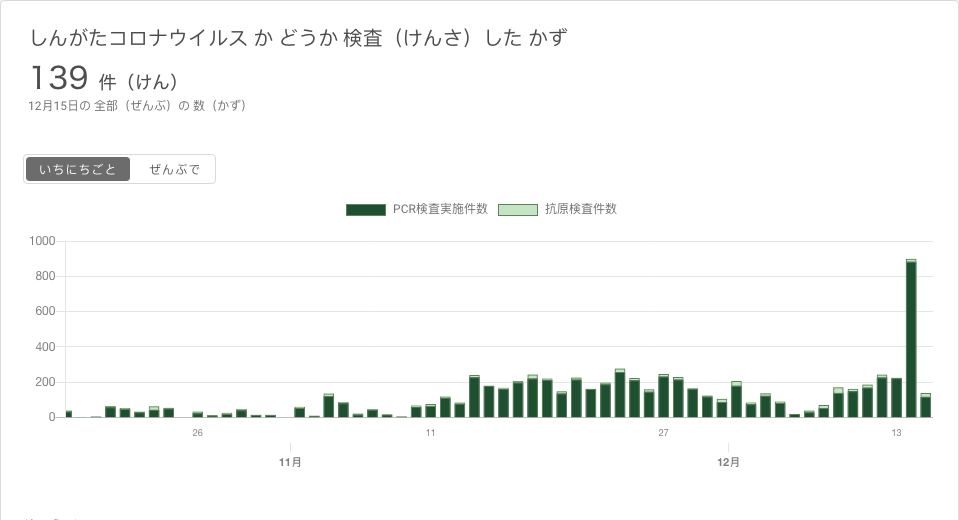 しんがたコロナウイルス か どうか 検査（けんさ）した かず
139 件（けん）
12月15日の 全部（ぜんぶ）の 数（かず）
いちにちごと ぜんぶで
PCR検査実施件数 抗原検査件数
1000
800
600
400
200
0
26 11 27 13
11月 12月